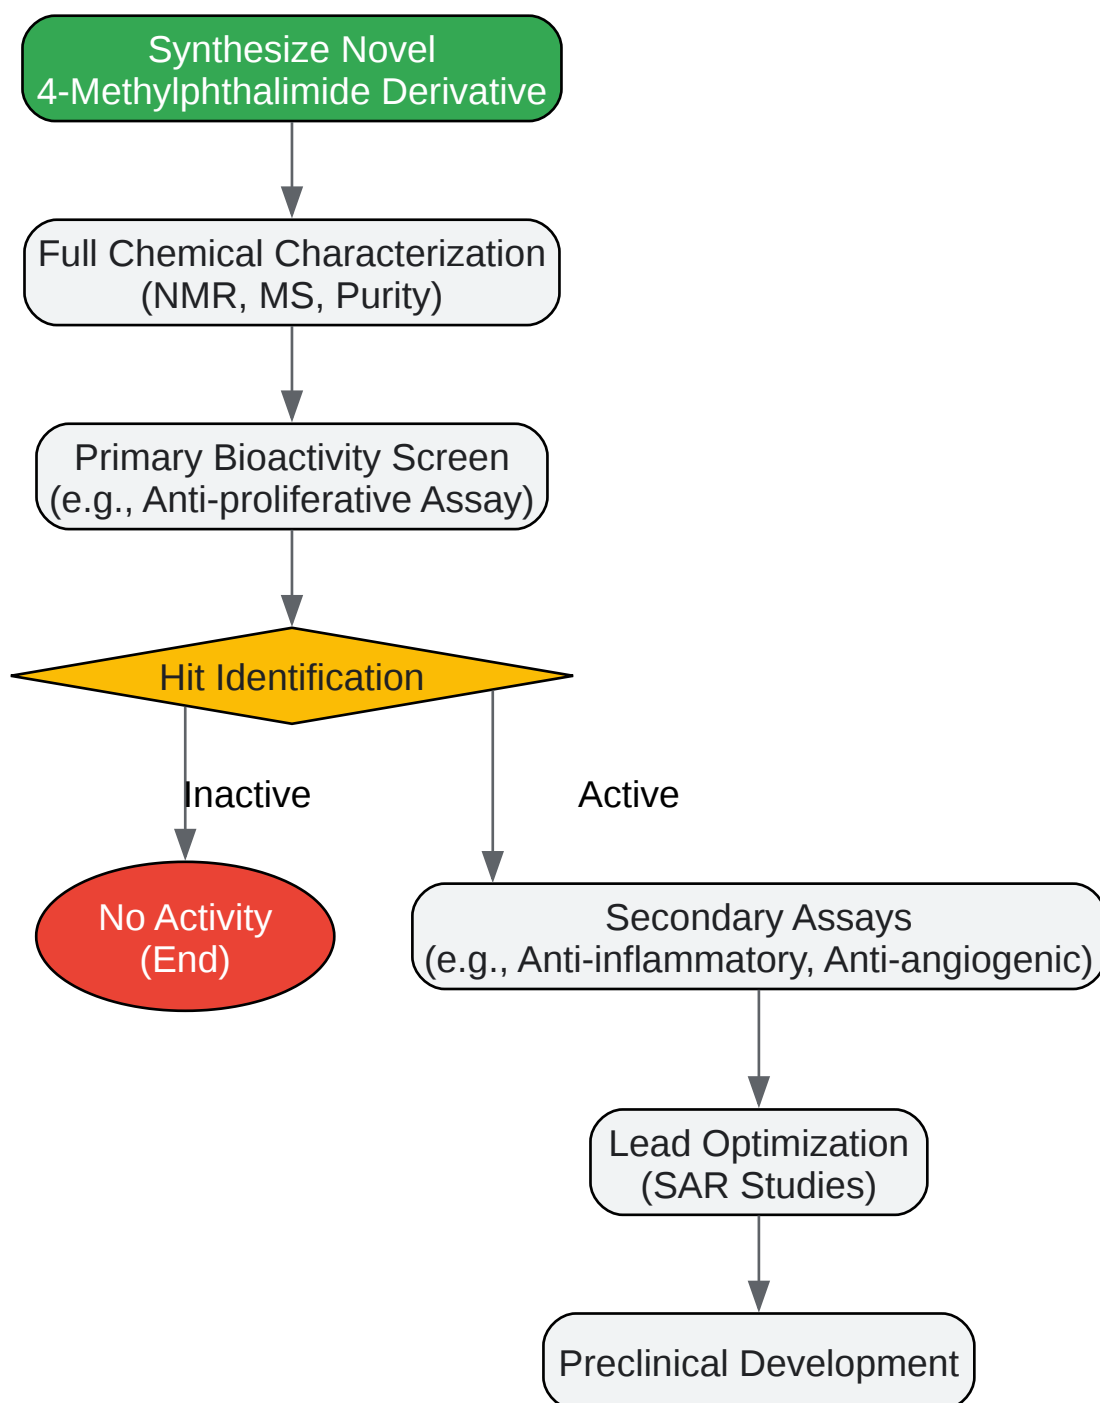 Synthesize Novel
4-Methylphthalimide Derivative
Full Chemical Characterization
(NMR, MS, Purity)
Primary Bioactivity Screen
(e.g., Anti-proliferative Assay)
Hit Identification
Inactive
Active
No Activity
(End)
Secondary Assays
(e.g., Anti-inflammatory, Anti-angiogenic)
Lead Optimization
(SAR Studies)
Preclinical Development